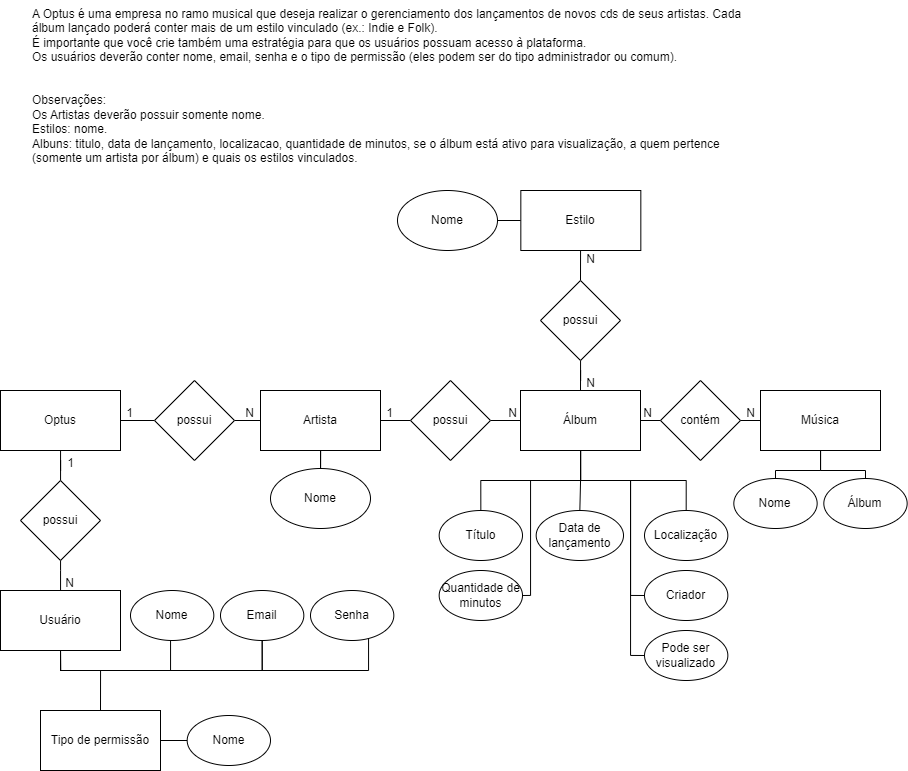 A Optus é uma empresa no ramo musical que deseja realizar o gerenciamento dos lançamentos de novos cds de seus artistas. Cada
álbum lançado poderá conter mais de um estilo vinculado (ex.: Indie e Folk).
É importante que você crie também uma estratégia para que os usuários possuam acesso à plataforma.
Os usuários deverão conter nome, email, senha e o tipo de permissão (eles podem ser do tipo administrador ou comum).
Observações:
Os Artistas deverão possuir somente nome.
Estilos: nome.
Albuns: titulo, data de lançamento, localizacao, quantidade de minutos, se o álbum está ativo para visualização, a quem pertence
(somente um artista por álbum) e quais os estilos vinculados.
Nome
Estilo
N
possui
N
Optus
1
possui
N
Artista
1
possui
N
Álbum
N
contém
N
Música
1
Nome
Nome
Álbum
possui
Título
Data de
lançamento
Localização
N
Quantidade de
minutos
Criador
Usuário
Nome
Email
Senha
Pode ser
visualizado
Tipo de permissão
Nome